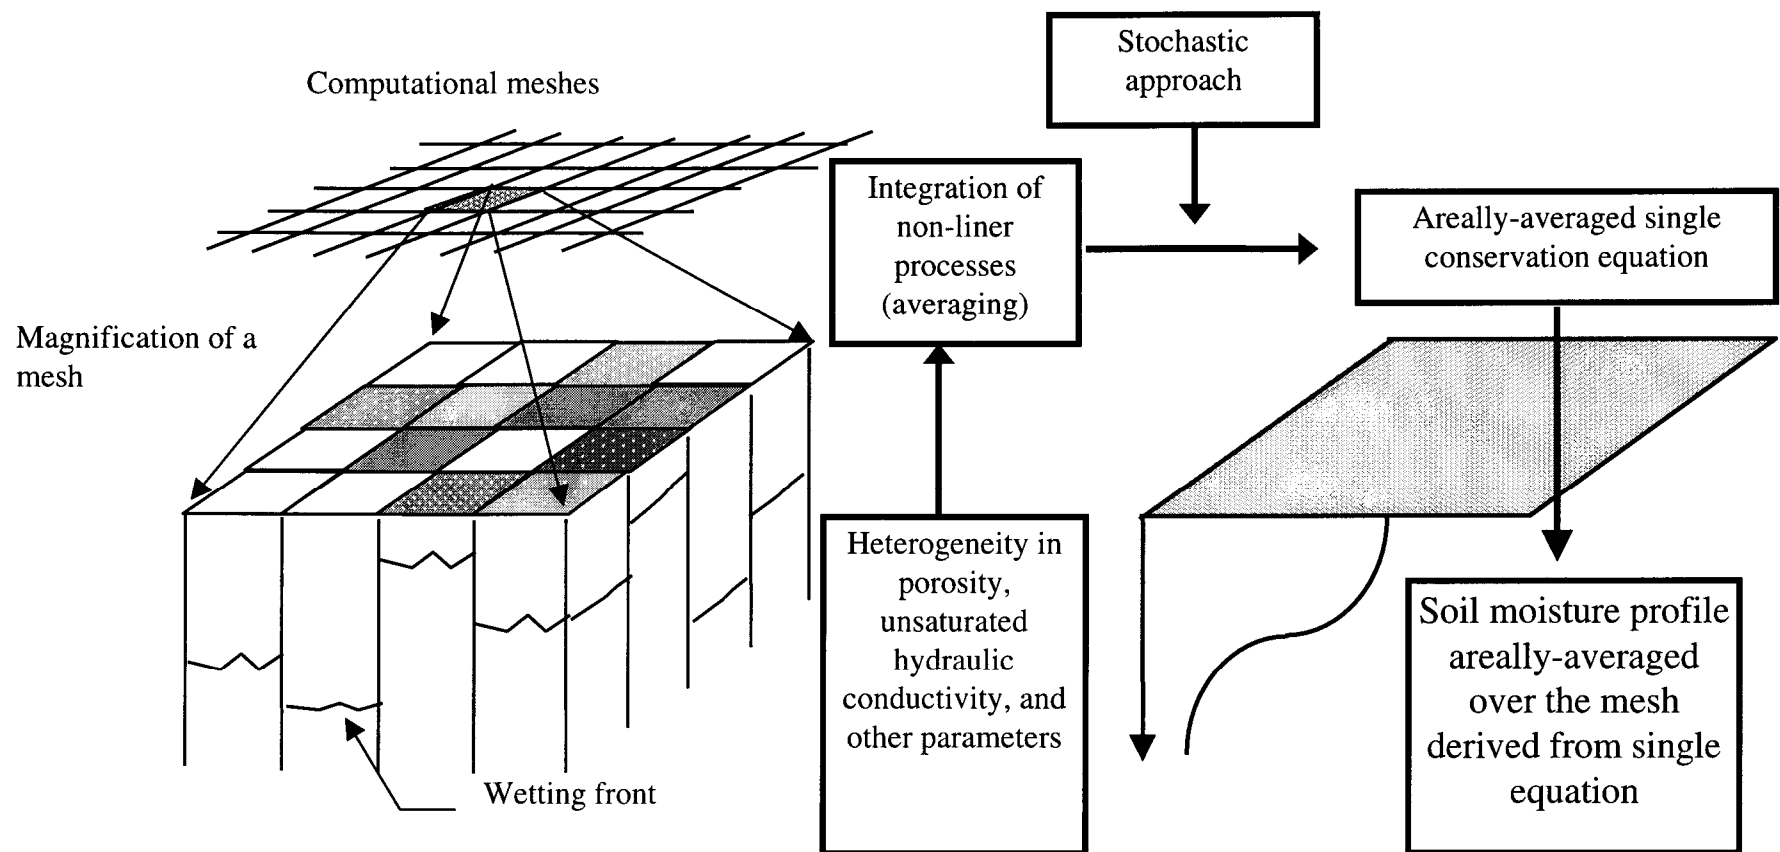 Computational meshes
Magnification of a
mesh
Wetting front
Stochastic
approach
Integration of
non-liner
processes
(averaging)
Areally-averaged single
conservation equation
Heterogeneity in
porosity,
unsaturated
hydraulic
conductivity, and
other parameters
Soil moisture profile
areally-averaged
over the mesh
derived from single
equation